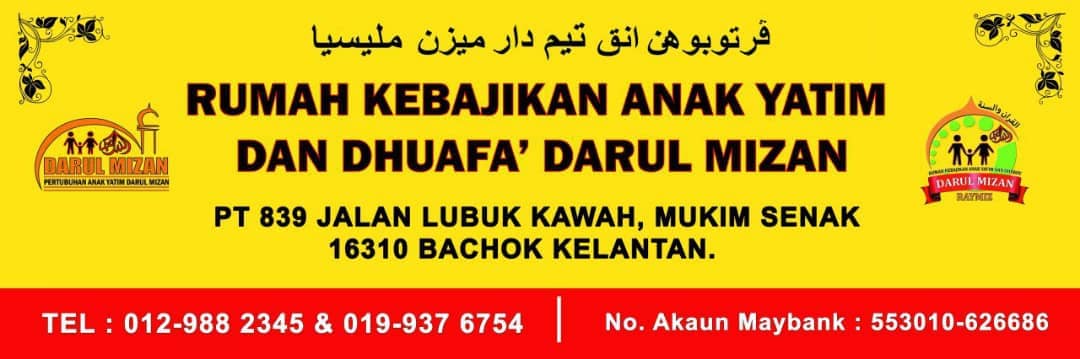 ڤرتوبوهن انق تيم دار ميزن مليسيا
RUMAH KEBAJIKAN ANAK YATIM
DAN DHUAFA' DARUL MIZAN
DARUL MIZAN
PERTUBUHAN ANAK YATIM DARUL MIZAN
القرآن والسنة
DARUL MIZAN
RAYMIZ
PT 839 JALAN LUBUK KAWAH, MUKIM SENAK
16310 BACHOK KELANTAN.
TEL : 012-988 2345 & 019-937 6754
No. Akaun Maybank : 553010-626686